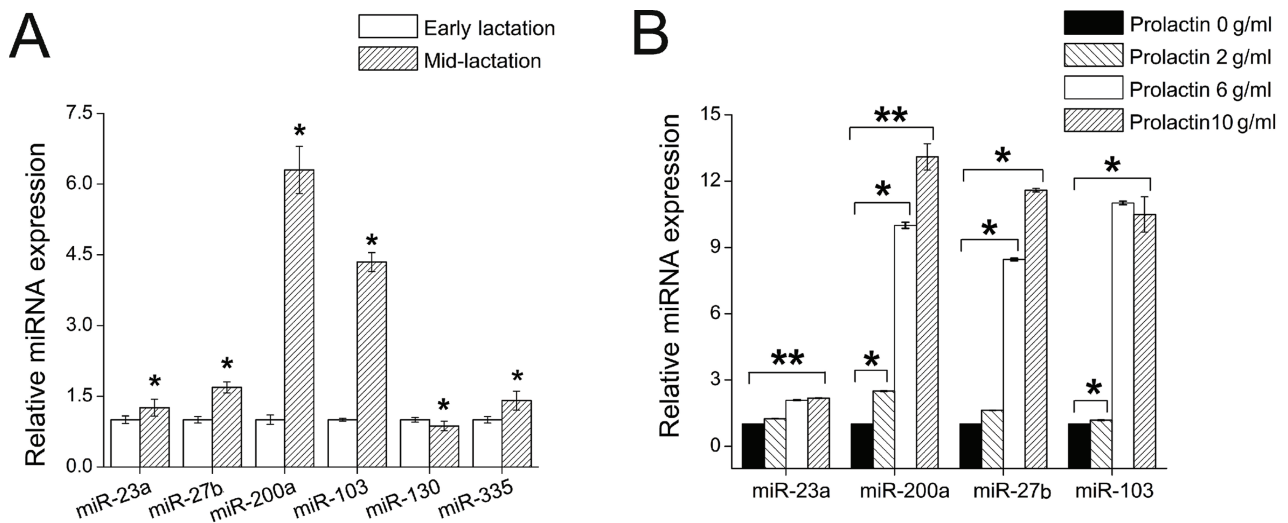 A
Early lactation
Mid-lactation
Relative miRNA expression
7.5
6.0
4.5
3.0
1.5
0.0
*
*
*
*
*
*
miR-23a
miR-27b
miR-200a
miR-103
miR-130
miR-335
B
Prolactin 0 g/ml
Prolactin 2 g/ml
Prolactin 6 g/ml
Prolactin10 g/ml
Relative miRNA expression
15
12
9
6
3
0
**
**
*
*
*
*
*
*
miR-23a
miR-200a
miR-27b
miR-103